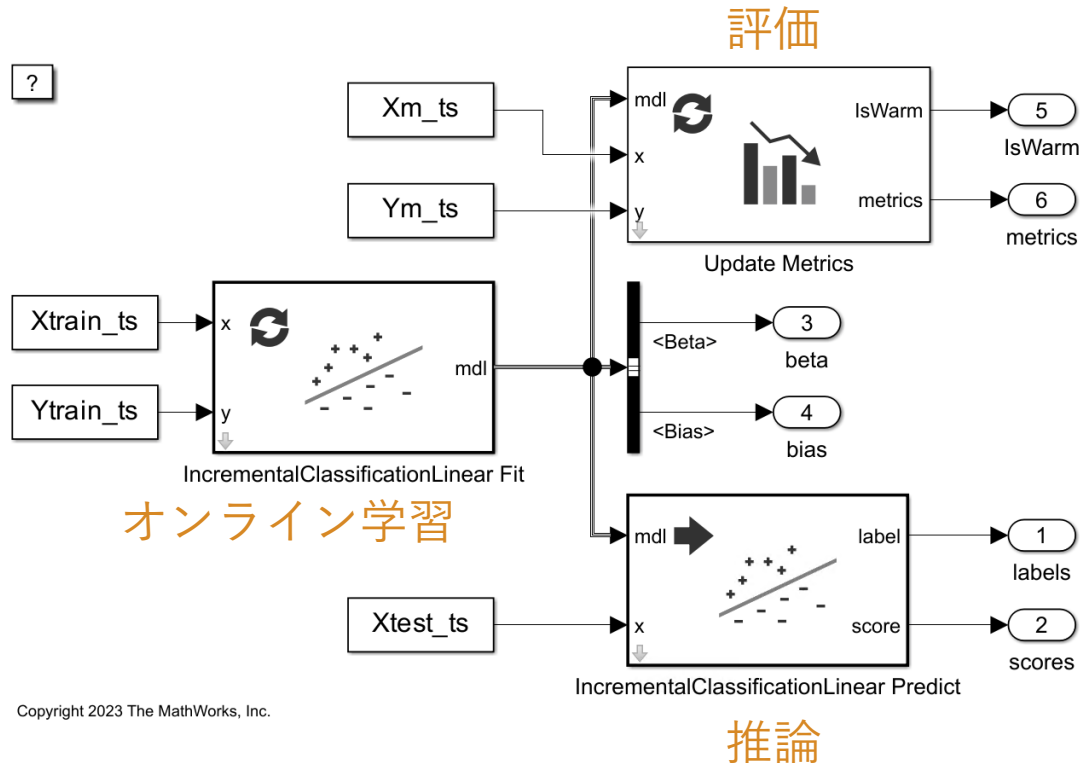 評価
?
Xm_ts
mdl
IsWarm
5
IsWarm
x
Ym_ts
y
metrics
6
metrics
Update Metrics
Xtrain_ts
x
Ytrain_ts
y
mdl
IncrementalClassificationLinear Fit
オンライン学習
<Beta>
3
beta
<Bias>
4
bias
mdl
label
1
labels
Xtest_ts
x
score
2
scores
IncrementalClassificationLinear Predict
推論
Copyright 2023 The MathWorks, Inc.